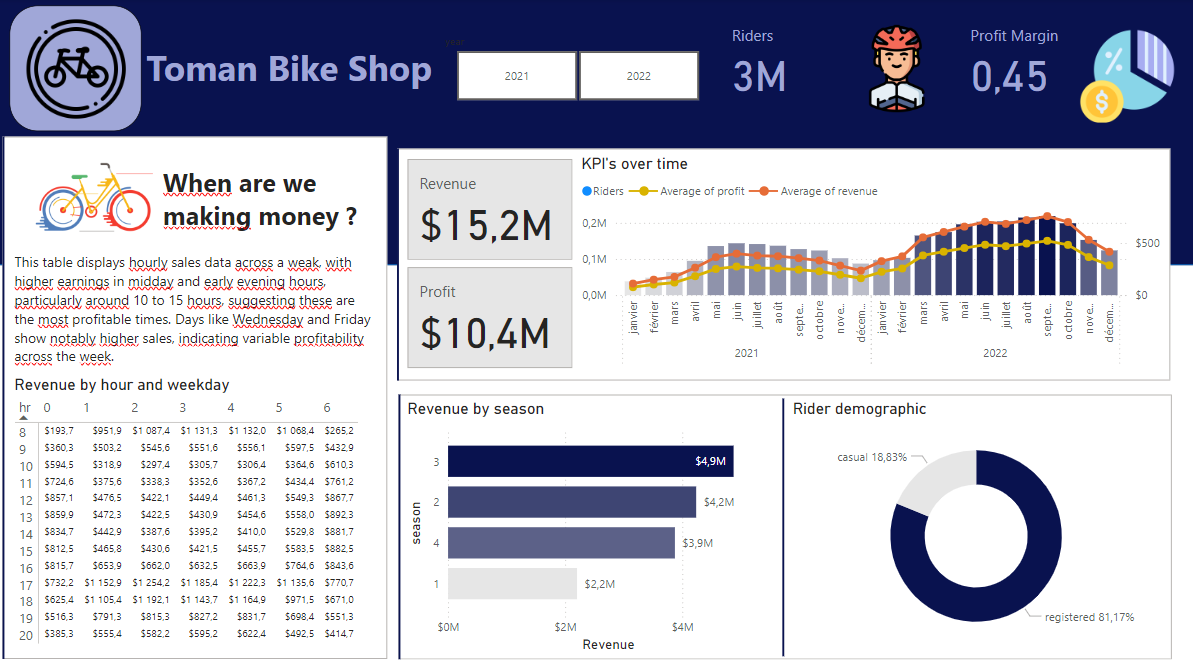 Toman Bike Shop
year
2021
2022
Riders
3M
Profit Margin
0,45
%
$
When are we
making money ?
This table displays hourly sales data across a weak, with
higher earnings in midday and early evening hours,
particularly around 10 to 15 hours, suggesting these are
the most profitable times. Days like Wednesday and Friday
show notably higher sales, indicating variable profitability
across the week.
Revenue by hour and weekday
hr 0 1 2 3 4 5 6
8 $193,7 $951,9 $1 087,4 $1 131,3 $1 132,0 $1 068,4 $265,2
9 $360,3 $503,2 $545,6 $551,6 $556,1 $597,5 $432,9
10 $594,5 $318,9 $297,4 $305,7 $306,4 $364,6 $610,3
11 $724,6 $375,6 $338,3 $352,6 $367,2 $434,4 $761,2
12 $857,1 $476,5 $422,1 $449,4 $461,3 $549,3 $867,7
13 $859,9 $472,3 $422,5 $430,9 $454,6 $558,0 $892,3
14 $834,7 $442,9 $387,6 $395,2 $410,0 $529,8 $881,7
15 $812,5 $465,8 $430,6 $421,5 $455,7 $583,5 $882,5
16 $815,7 $653,9 $662,0 $632,5 $663,9 $764,6 $843,6
17 $732,2 $1 152,9 $1 254,2 $1 185,4 $1 222,3 $1 135,6 $770,7
18 $625,4 $1 105,4 $1 192,1 $1 143,7 $1 164,9 $971,5 $671,0
19 $516,3 $791,3 $815,3 $827,2 $831,7 $698,4 $551,3
20 $385,3 $555,4 $582,2 $595,2 $622,4 $492,5 $414,7
Revenue
$15,2M
Profit
$10,4M
KPI's over time
Riders Average of profit Average of revenue
0,2M
0,1M
0,0M
$500
$0
janvier février mars avril mai juin juillet août septe... octobre nove... décem... janvier février mars avril mai juin juillet août septe... octobre nove... décem...
2021 2022
Revenue by season
season
3 $4,9M
2 $4,2M
4 $3,9M
1 $2,2M
$0M $2M $4M
Revenue
Rider demographic
casual 18,83%
registered 81,17%